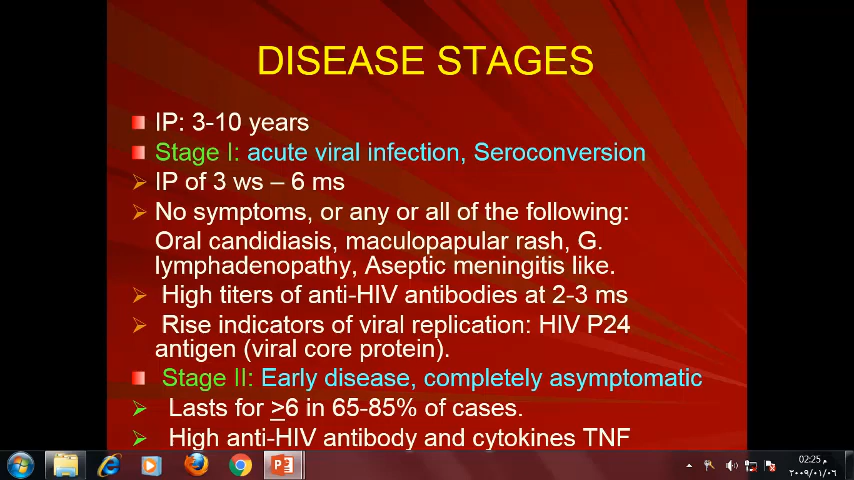 DISEASE STAGES
IP: 3-10 years
Stage I: acute viral infection, Seroconversion
IP of 3 ws – 6 ms
No symptoms, or any or all of the following:
Oral candidiasis, maculopapular rash, G.
lymphadenopathy, Aseptic meningitis like.
High titers of anti-HIV antibodies at 2-3 ms
Rise indicators of viral replication: HIV P24
antigen (viral core protein).
Stage II: Early disease, completely asymptomatic
Lasts for >6 in 65-85% of cases.
High anti-HIV antibody and cytokines TNF
02:25 م
٢٠٠٩/٠١/٠٦